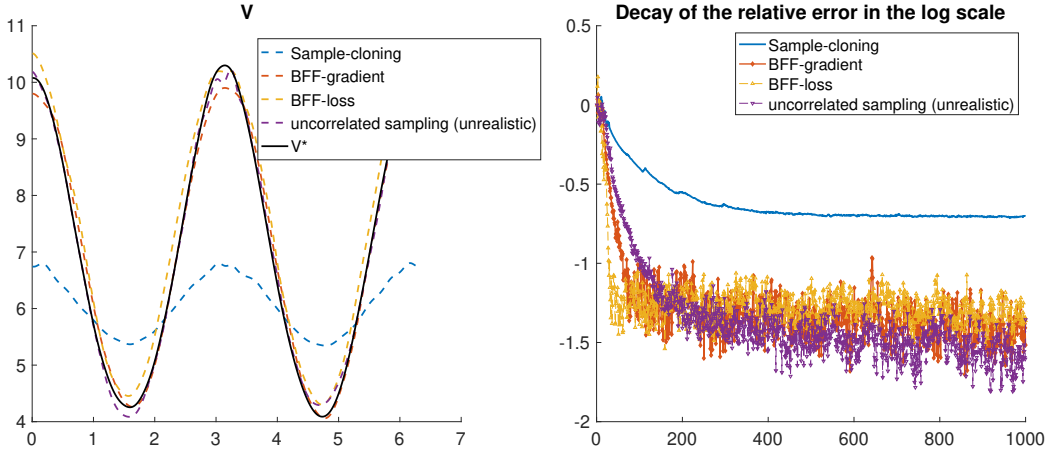 V
11
10
9
8
7
6
5
4
0
1
2
3
4
5
6
7
Sample-cloning
BFF-gradient
BFF-loss
uncorrelated sampling (unrealistic)
V*
Decay of the relative error in the log scale
0.5
0
-0.5
-1
-1.5
-2
0
200
400
600
800
1000
Sample-cloning
BFF-gradient
BFF-loss
uncorrelated sampling (unrealistic)